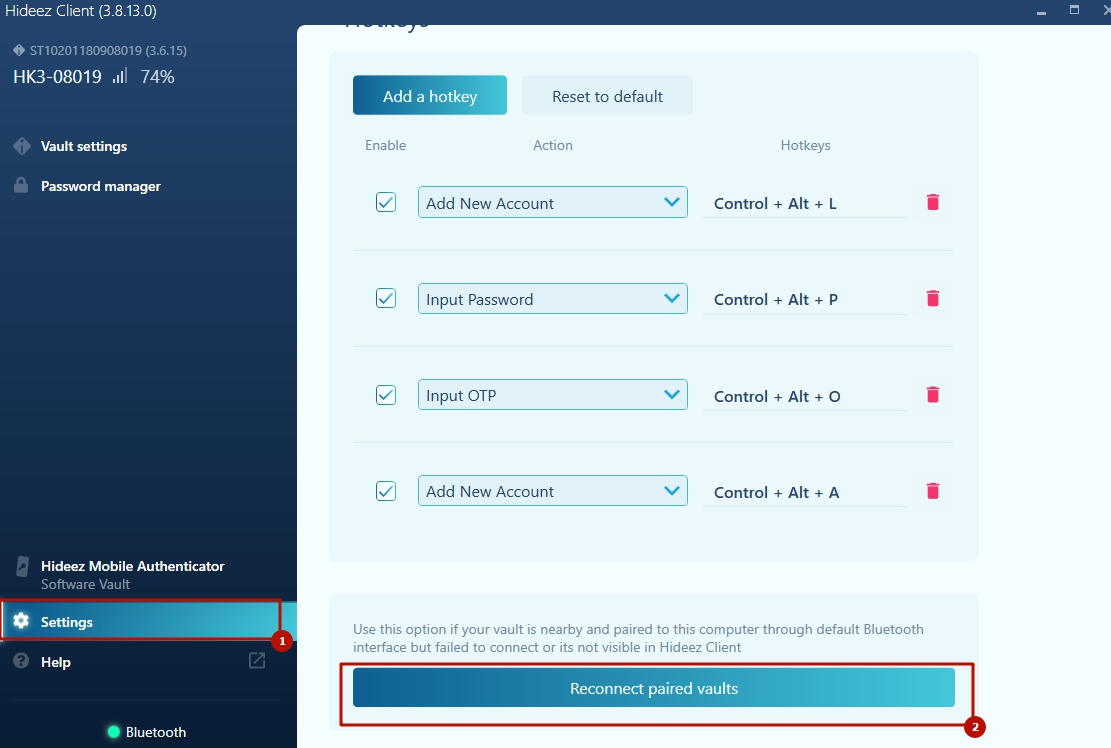 Hideez Client (3.8.13.0)
ST10201180908019 (3.6.15)
HK3-08019 74%
Vault settings
Password manager
Hideez Mobile Authenticator
Software Vault
Settings
1
Help
Bluetooth
Hotkeys
Add a hotkey
Reset to default
Enable Action Hotkeys
Add New Account Control + Alt + L
Input Password Control + Alt + P
Input OTP Control + Alt + O
Add New Account Control + Alt + A
Use this option if your vault is nearby and paired to this computer through default Bluetooth
interface but failed to connect or its not visible in Hideez Client
Reconnect paired vaults
2